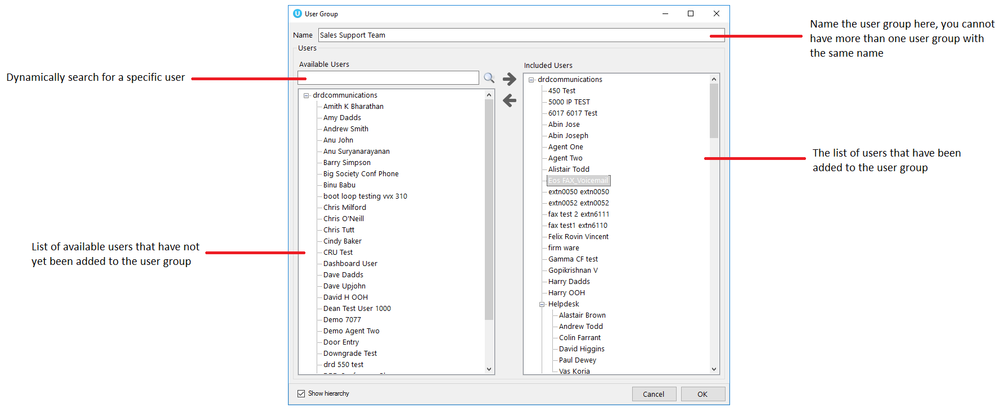 U User Group
Name Sales Support Team
Name the user group here, you cannot
have more than one user group with
the same name
Users
Available Users
Dynamically search for a specific user
drdcommunications
Amith K Bharathan
Amy Dadds
Andrew Smith
Anu John
Anu Suryanarayanan
Barry Simpson
Big Society Conf Phone
Binu Babu
boot loop testing vvx 310
Chris Milford
Chris O'Neill
Chris Tutt
Cindy Baker
CRU Test
Dashboard User
Dave Dadds
Dave Upjohn
David H OOH
Dean Test User 1000
Demo 7077
Demo Agent Two
Door Entry
Downgrade Test
drd 550 test
List of available users that have not
yet been added to the user group
Included Users
drdcommunications
450 Test
5000 IP TEST
6017 6017 Test
Abin Jose
Abin Joseph
Agent One
Agent Two
Alistair Todd
Eos FAX_Voicemail
extn0050 extn0050
extn0052 extn0052
fax test 2 extn6111
fax test1 extn6110
Felix Rovin Vincent
firm ware
Gamma CF test
Gopikrishnan V
Harry Dadds
Harry OOH
Helpdesk
Alastair Brown
Andrew Todd
Colin Farrant
David Higgins
Paul Dewey
Vas Koria
The list of users that have been
added to the user group
Show hierarchy
Cancel
OK